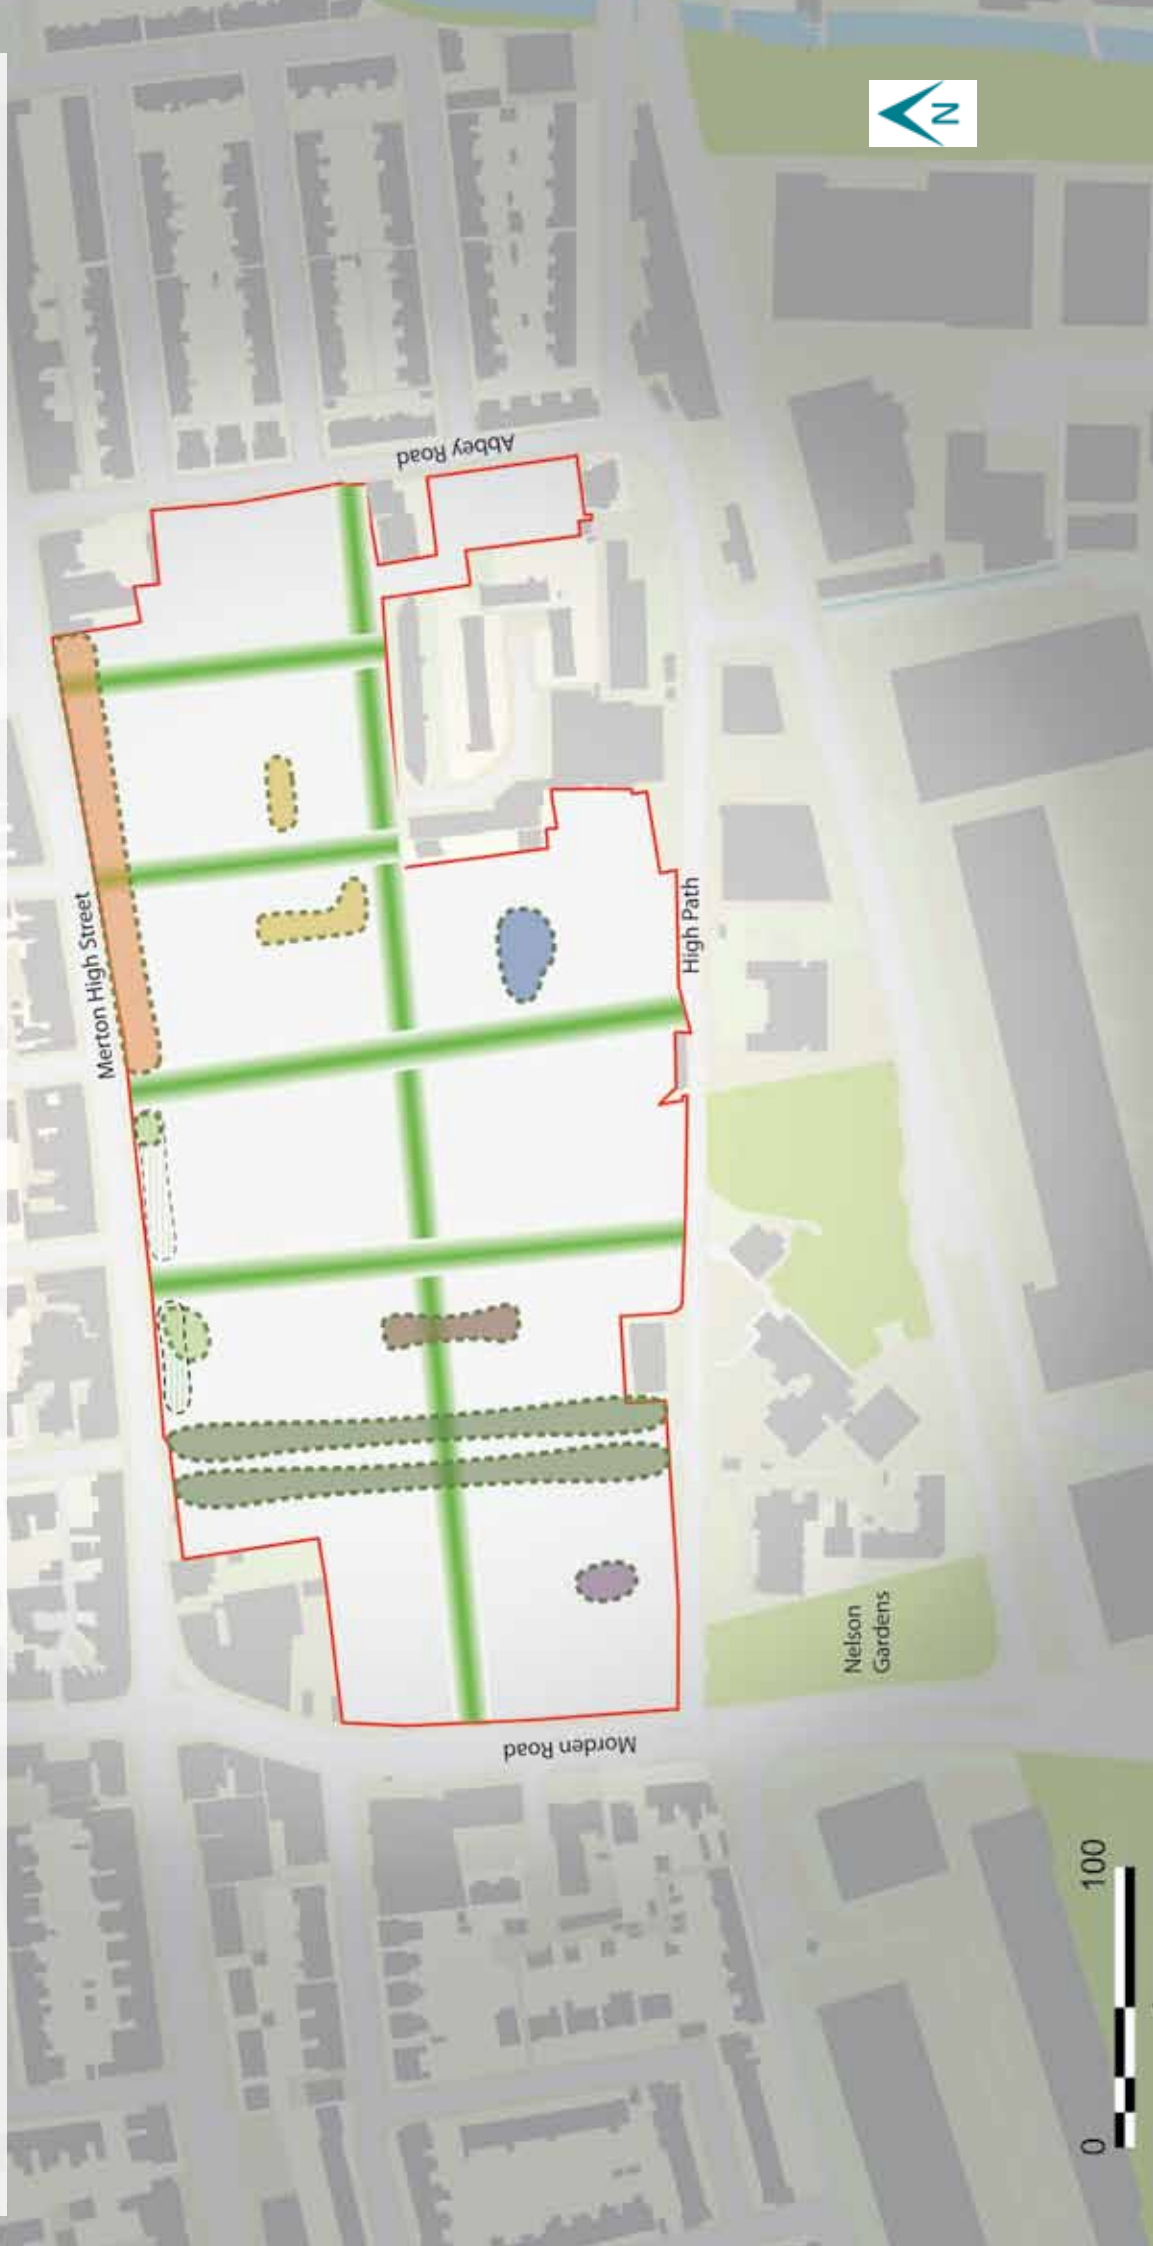 N
Merton High Street
Abbey Road
High Path
Nelson
Gardens
Morden Road
0
100